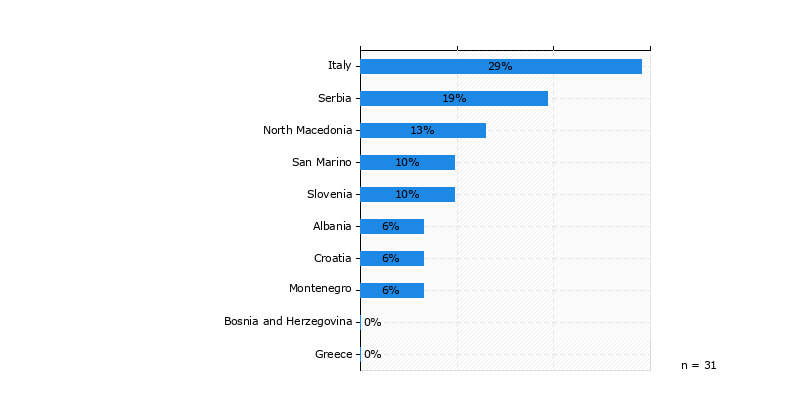 Italy 29%
Serbia 19%
North Macedonia 13%
San Marino 10%
Slovenia 10%
Albania 6%
Croatia 6%
Montenegro 6%
Bosnia and Herzegovina 0%
Greece 0%
n = 31